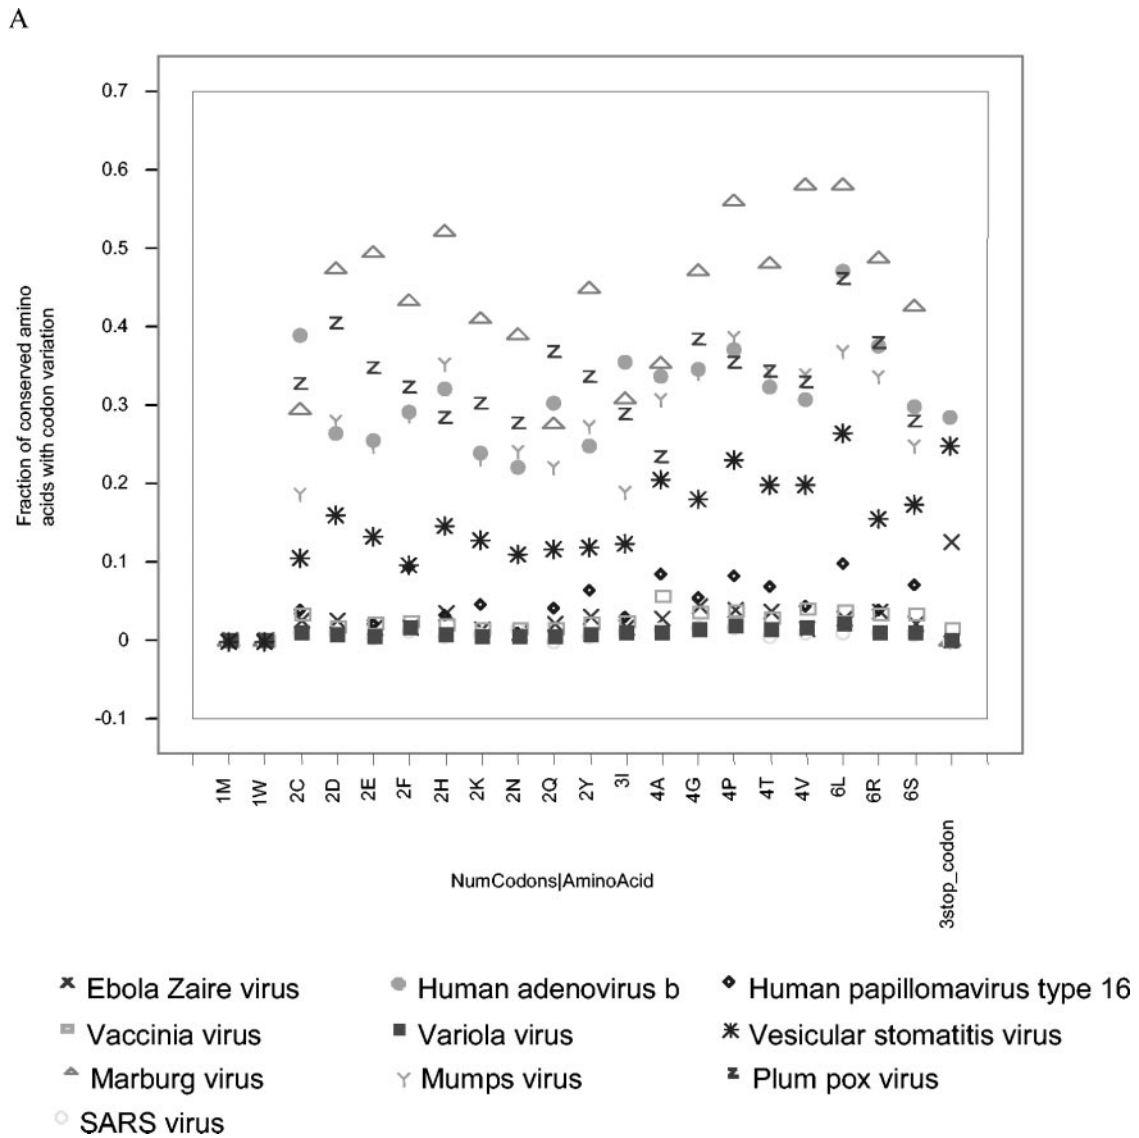 A
0.7
0.6
0.5
0.4
0.3
0.2
0.1
0
-0.1
Fraction of conserved amino
acids with codon variation
1M 1W 2C 2D 2E 2F 2H 2K 2N 2Q 2Y 3I 4A 4G 4P 4T 4V 6L 6R 6S 3stop_codon
NumCodons|AminoAcid
Ebola Zaire virus Human adenovirus b Human papillomavirus type 16
Vaccinia virus Variola virus Vesicular stomatitis virus
Marburg virus Mumps virus Plum pox virus
SARS virus